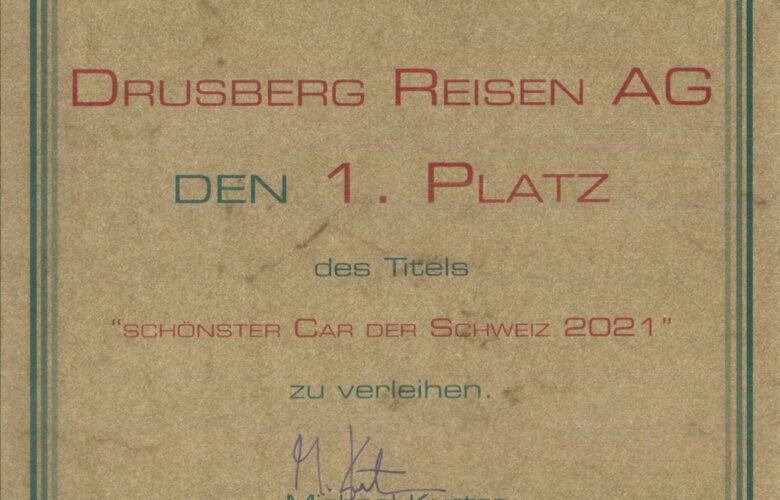 DRUSBERG REISEN AG
DEN 1. PLATZ
des Titels
"SCHÖNSTER CAR DER SCHWEIZ 2021"
zu verleihen.